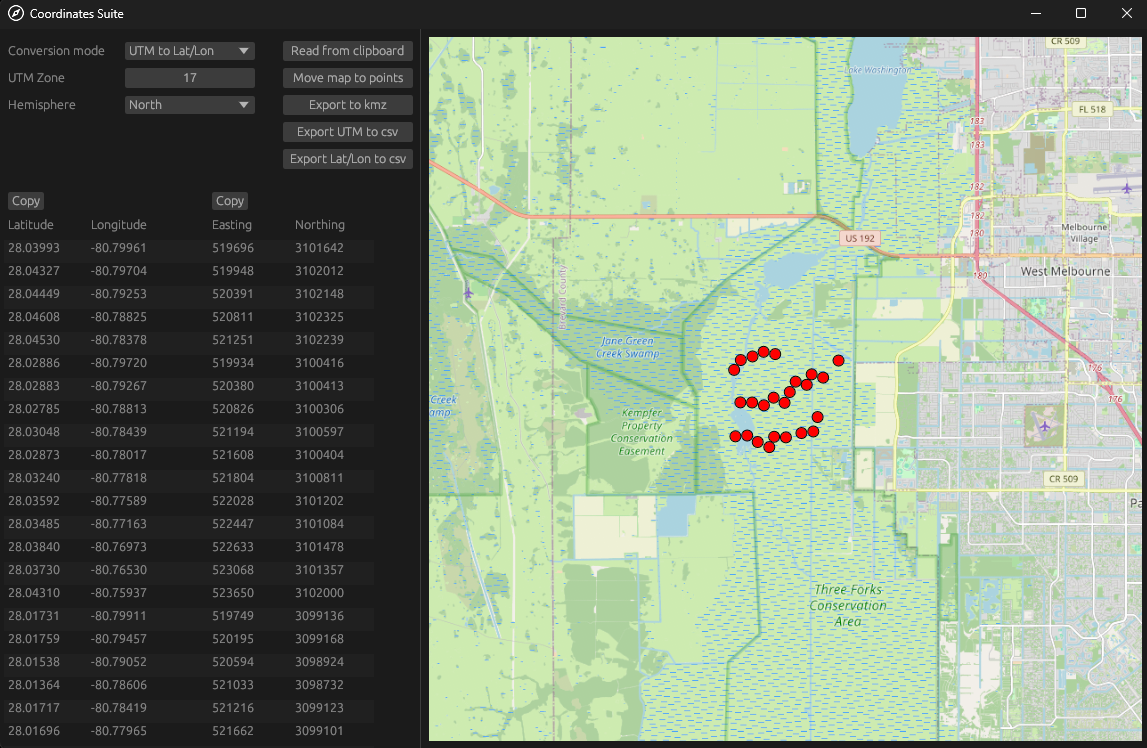 Coordinates Suite
Conversion mode UTM to Lat/Lon Read from clipboard
UTM Zone 17 Move map to points
Hemisphere North Export to kmz
Export UTM to csv
Export Lat/Lon to csv
Copy Copy
Latitude Longitude Easting Northing
28.03993 -80.79961 519696 3101642
28.04327 -80.79704 519948 3102012
28.04449 -80.79253 520391 3102148
28.04608 -80.78825 520811 3102325
28.04530 -80.78378 521251 3102239
28.02886 -80.79720 519934 3100416
28.02883 -80.79267 520380 3100413
28.02785 -80.78813 520826 3100306
28.03048 -80.78439 521194 3100597
28.02873 -80.78017 521608 3100404
28.03240 -80.77818 521804 3100811
28.03592 -80.77589 522028 3101202
28.03485 -80.77163 522447 3101084
28.03840 -80.76973 522633 3101478
28.03730 -80.76530 523068 3101357
28.04310 -80.75937 523650 3102000
28.01731 -80.79911 519749 3099136
28.01759 -80.79457 520195 3099168
28.01538 -80.79052 520594 3098924
28.01364 -80.78606 521033 3098732
28.01717 -80.78419 521216 3099123
28.01696 -80.77965 521662 3099101
CR 509
Lake Washington
FL 518
183
183
182
182
180
180
US 192
Melbourne
Village
West Melbourne
Brevard County
Jane Green
Creek Swamp
Creek
amp
Kempfer
Property
Conservation
Easement
176
176
CR 509
Pa
Three Forks
Conservation
Area